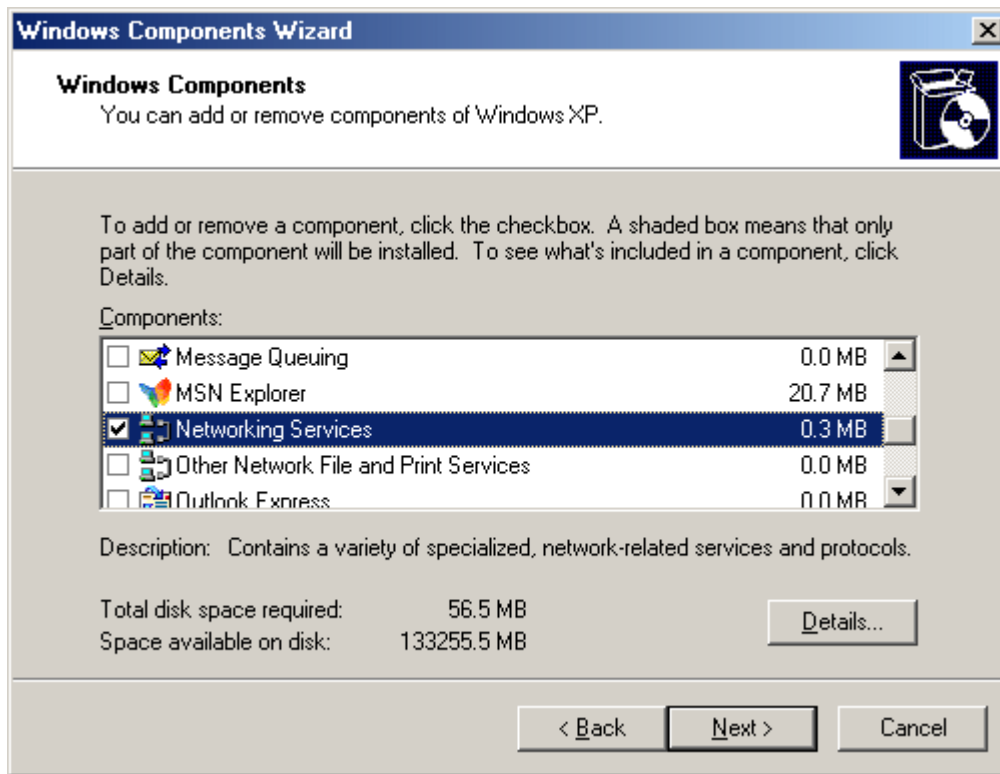 Windows Components Wizard
Windows Components
You can add or remove components of Windows XP.
To add or remove a component, click the checkbox. A shaded box means that only
part of the component will be installed. To see what's included in a component, click
Details.
Components:
Message Queuing 0.0 MB
MSN Explorer 20.7 MB
Networking Services 0.3 MB
Other Network File and Print Services 0.0 MB
Outlook Express 0.0 MB
Description: Contains a variety of specialized, network-related services and protocols.
Total disk space required: 56.5 MB
Space available on disk: 133255.5 MB
Details...
< Back Next > Cancel